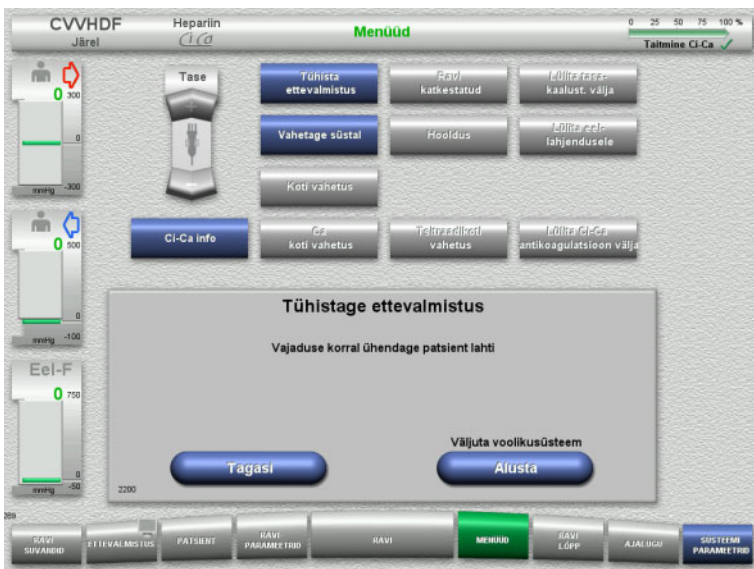 CVVHDF
Järel
Hepariin
Ci Ca
Menüüd
0 25 50 75 100 %
Täitmine Ci-Ca
0 300
0
mmHg -300
0 500
0
mmHg -100
Eel-F
0 750
0
mmHg -50
Tase
Tühista
ettevalmistus
Ravi
katkestatud
Lülita tasa-
kaalust. välja
Vahetage süstal
Hooldus
Lülita eel-
lahjendusele
Koti vahetus
Ci-Ca info
Ca
koti vahetus
Tsitraadikoti
vahetus
Lülita Ci-Ca
antikoagulatsioon välja
Tühistage ettevalmistus
Vajaduse korral ühendage patsient lahti
Väljuta voolikusüsteem
Tagasi
Alusta
2200
RAVI
SUVANDID
ETTEVALMISTUS
PATSIENT
RAVI-
PARAMEETRID
RAVI
MENÜÜD
RAVI
LÕPP
AJALUGU
SÜSTEEMI
PARAMEETRID